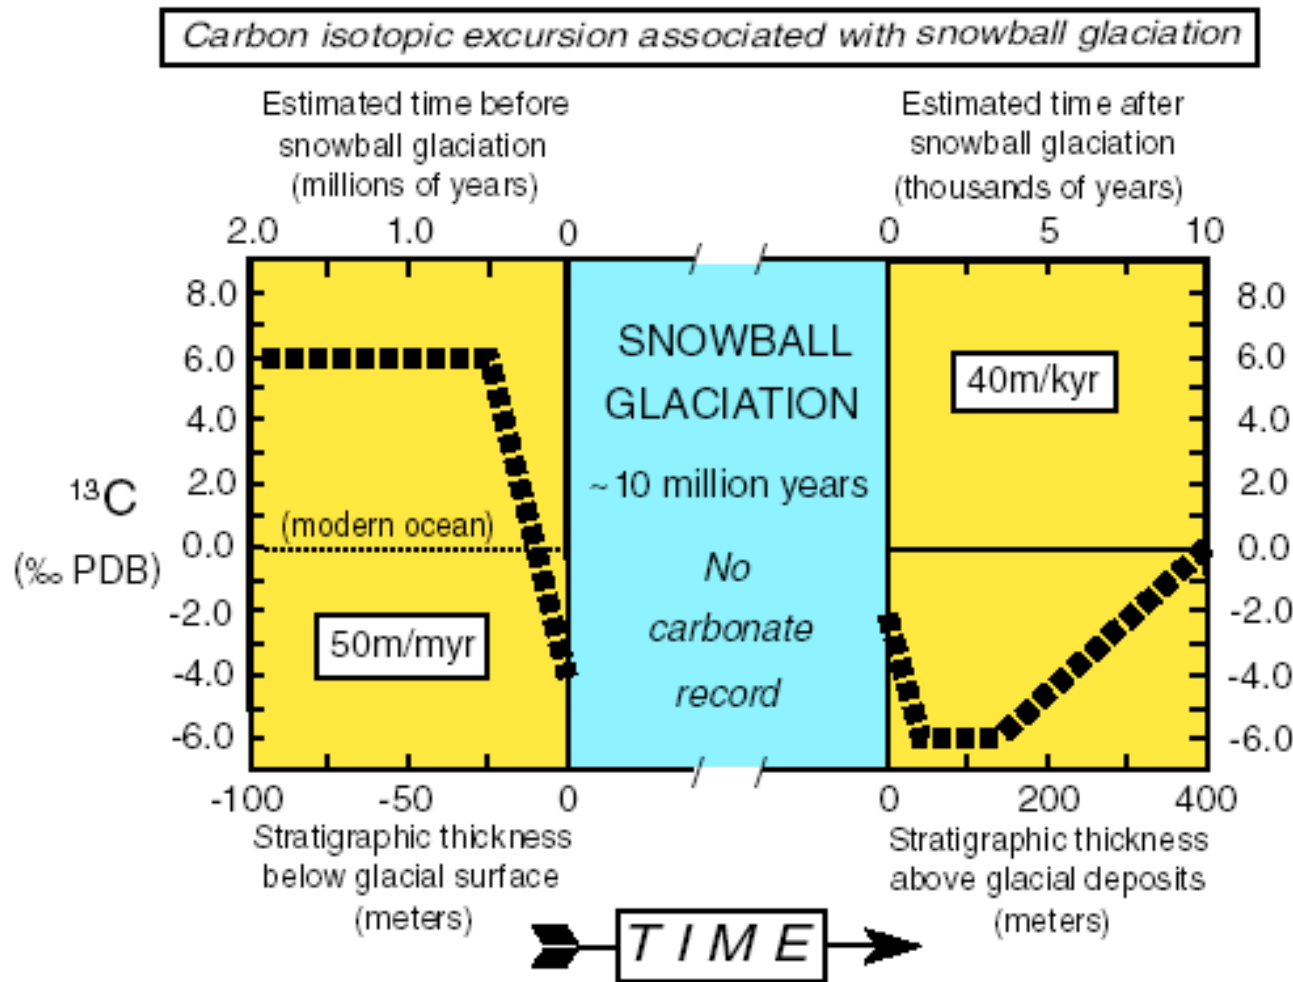 Carbon isotopic excursion associated with snowball glaciation
Estimated time before
snowball glaciation
(millions of years)
Estimated time after
snowball glaciation
(thousands of years)
2.0 1.0 0
0 5 10
8.0
6.0
4.0
2.0
0.0
-2.0
-4.0
-6.0
¹³C
(‰ PDB)
(modern ocean)
50m/myr
SNOWBALL
GLACIATION
~10 million years
No
carbonate
record
40m/kyr
8.0
6.0
4.0
2.0
0.0
-2.0
-4.0
-6.0
-100 -50 0
0 200 400
Stratigraphic thickness
below glacial surface
(meters)
Stratigraphic thickness
above glacial deposits
(meters)
TIME